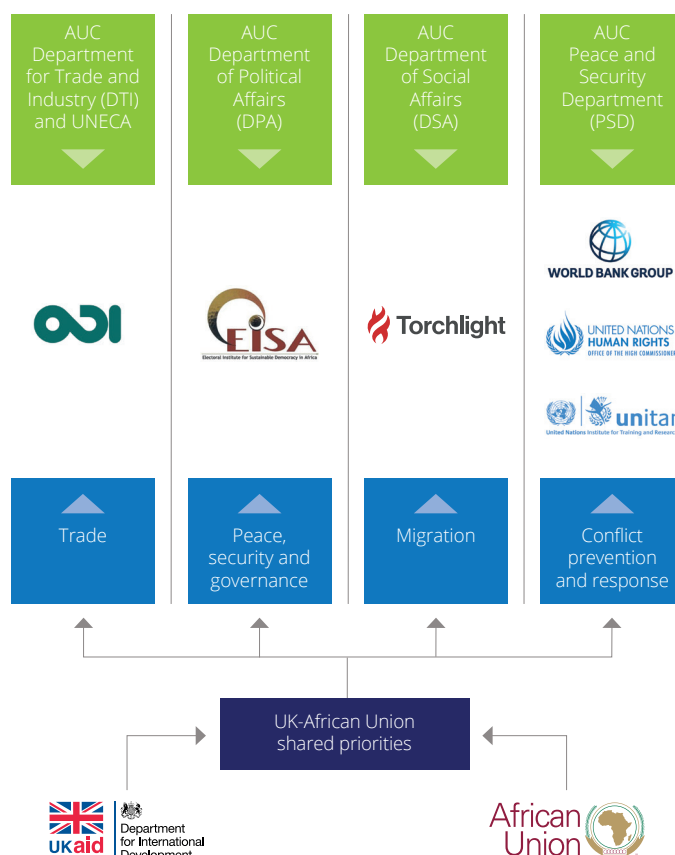 AUC
Department
for Trade and
Industry (DTI)
and UNECA
AUC
Department
of Political
Affairs
(DPA)
AUC
Department
of Social
Affairs
(DSA)
AUC
Peace and
Security
Department
(PSD)
ODI
EISA
Electoral Institute for Sustainable Democracy in Africa
Torchlight
WORLD BANK GROUP
UNITED NATIONS
HUMAN RIGHTS
OFFICE OF THE HIGH COMMISSIONER
unitar
United Nations Institute for Training and Research
Trade
Peace,
security and
governance
Migration
Conflict
prevention
and response
UK-African Union
shared priorities
UKaid
Department
for International
Development
African
Union